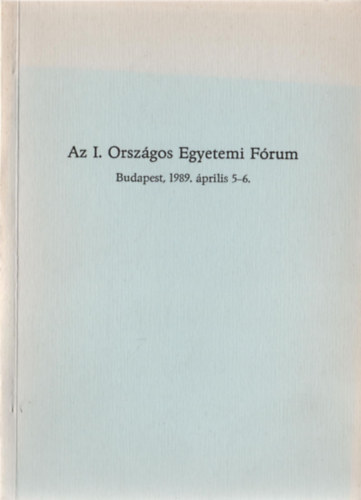 Az I. Országos Egyetemi Fórum
Budapest, 1989. április 5–6.